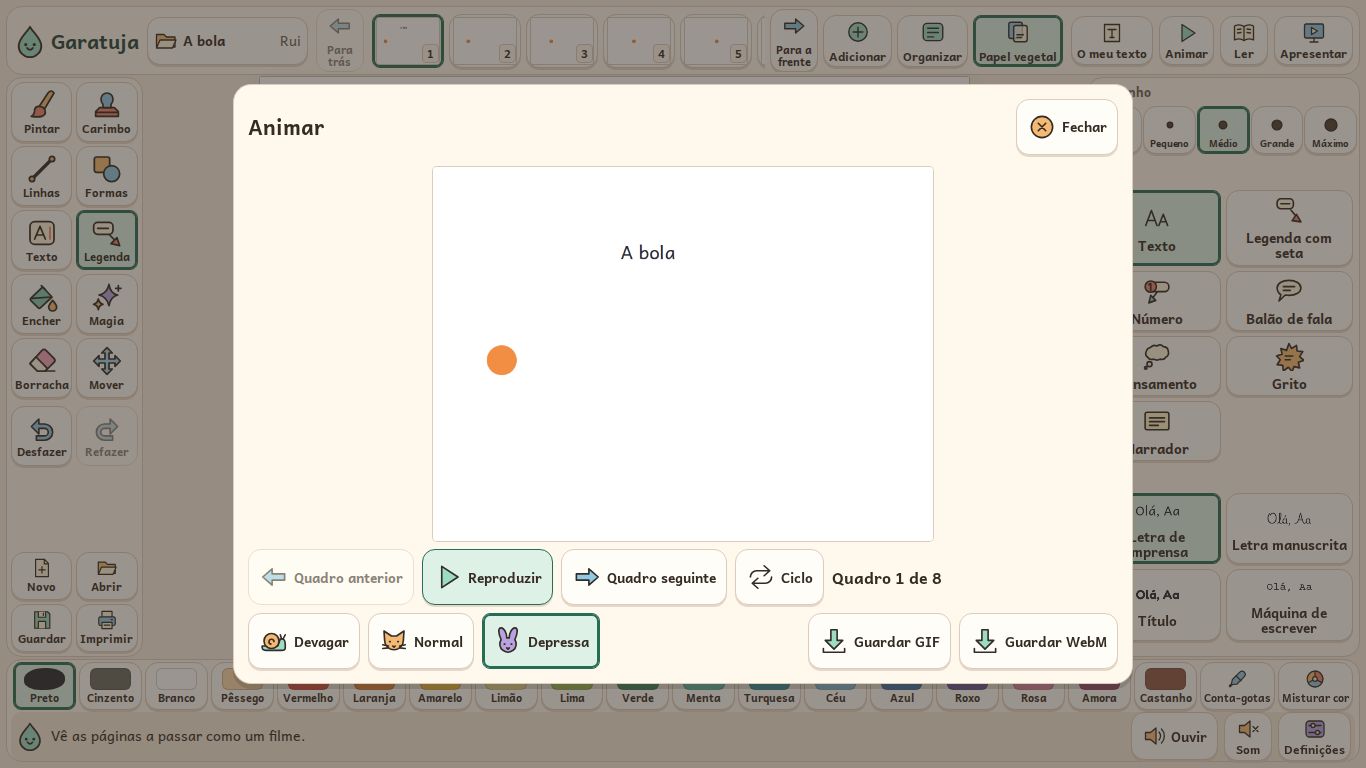 Garatuja
A bola
Rui
Para trás
1
2
3
4
5
Para a frente
Adicionar
Organizar
Papel vegetal
O meu texto
Animar
Ler
Apresentar
Pintar
Carimbo
Linhas
Formas
Texto
Legenda
Encher
Magia
Borracha
Mover
Desfazer
Refazer
Novo
Abrir
Guardar
Imprimir
Animar
Fechar
A bola
Quadro anterior
Reproduzir
Quadro seguinte
Ciclo
Quadro 1 de 8
Devagar
Normal
Depressa
Guardar GIF
Guardar WebM
Pequeno
Médio
Grande
Máximo
Texto
Legenda com seta
Número
Balão de fala
Grito
Olá, Aa
Olá, Aa
Letra manuscrita
Olá, Aa
Título
Olá, Aa
Máquina de escrever
Preto
Cinzento
Branco
Pêssego
Vermelho
Laranja
Amarelo
Limão
Lima
Verde
Menta
Turquesa
Céu
Azul
Roxo
Rosa
Amora
Castanho
Conta-gotas
Misturar cor
Vê as páginas a passar como um filme.
Ouvir
Som
Definições